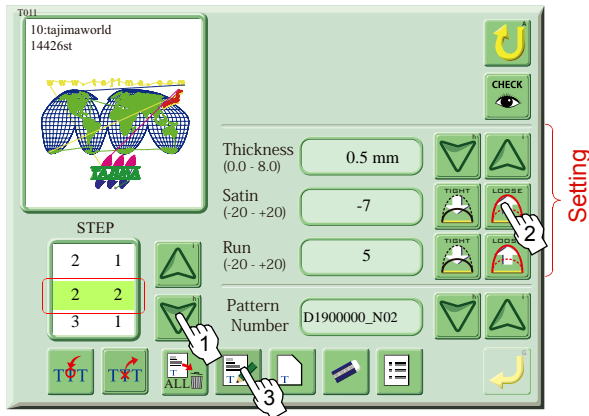 T011
10:tajimaworld
14426st
www.tajima.com
TAJIMA
A
CHECK
Thickness
(0.0 - 8.0)
0.5 mm
h
i
Satin
(-20 - +20)
-7
TIGHT
LOOSE
2
Run
(-20 - +20)
5
TIGHT
LOOSE
Setting
STEP
2 1
2 2
3 1
i
h
1
Pattern
Number
D1900000_N02
h
i
T T
T T
T
ALL
T
3
T
G